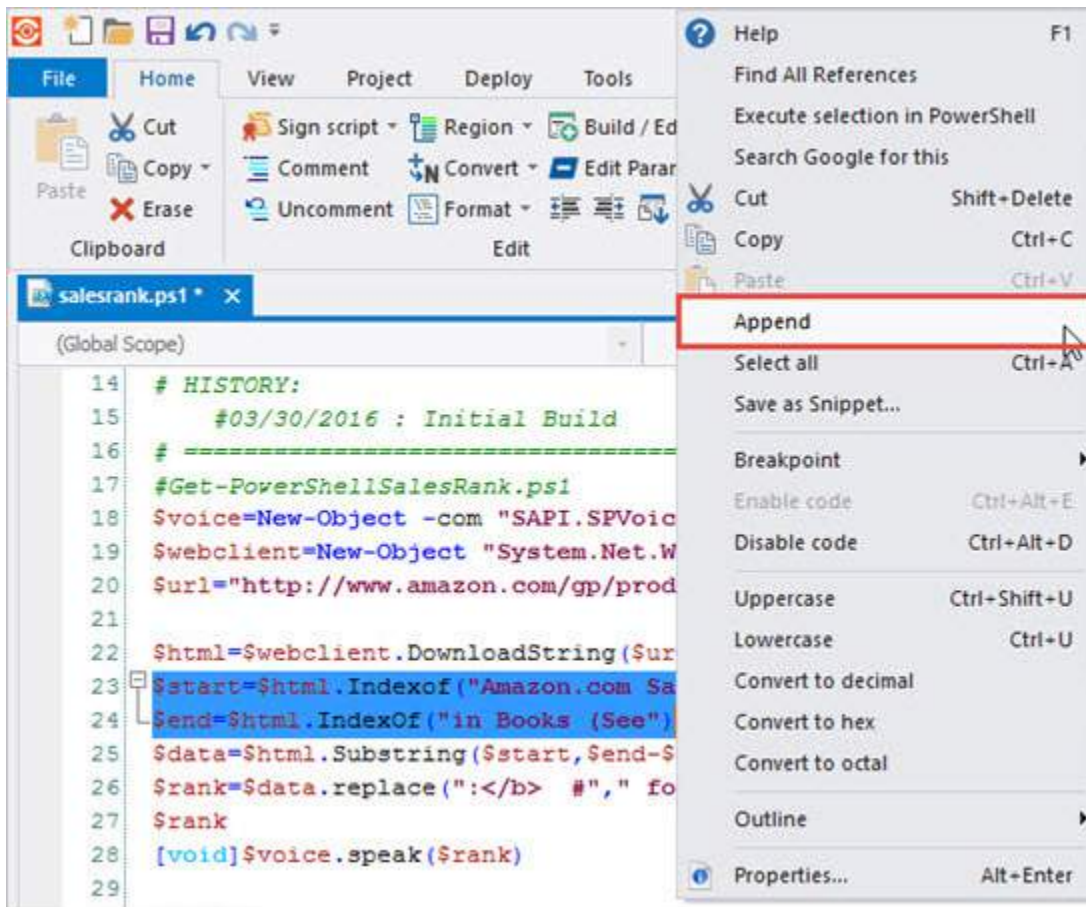 File Home View Project Deploy Tools
Paste
Cut
Copy
Erase
Clipboard
Sign script Region Build / Ed
Comment Convert Edit Parar
Uncomment Format
Edit
salesrank.ps1 *
(Global Scope)
14 # HISTORY:
15 #03/30/2016 : Initial Build
16 # ===================================
17 #Get-PowerShellSalesRank.ps1
18 $voice=New-Object -com "SAPI.SPVoic
19 $webclient=New-Object "System.Net.W
20 $url="http://www.amazon.com/gp/prod
21
22 $html=$webclient.DownloadString($ur
23 $start=$html.Indexof("Amazon.com Sa
24 $end=$html.IndexOf("in Books (See")
25 $data=$html.Substring($start,$end-$
26 $rank=$data.replace(":</b>  #"," fo
27 $rank
28 [void]$voice.speak($rank)
29
Help F1
Find All References
Execute selection in PowerShell
Search Google for this
Cut Shift+Delete
Copy Ctrl+C
Paste Ctrl+V
Append
Select all Ctrl+A
Save as Snippet...
Breakpoint
Enable code Ctrl+Alt+E
Disable code Ctrl+Alt+D
Uppercase Ctrl+Shift+U
Lowercase Ctrl+U
Convert to decimal
Convert to hex
Convert to octal
Outline
Properties... Alt+Enter